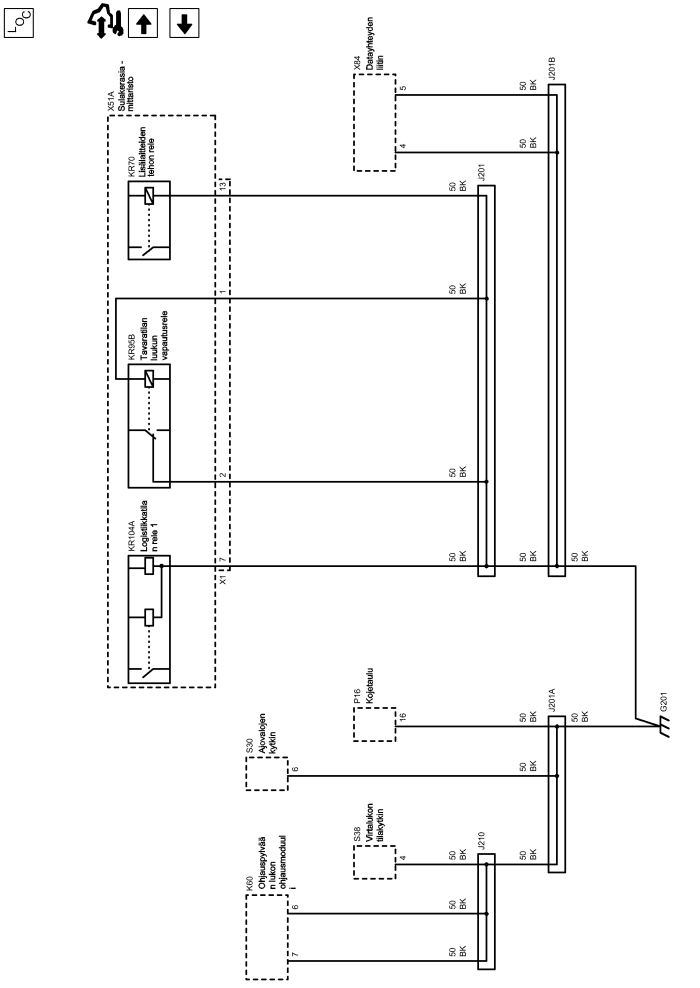 LOC
X51A
Sulakerasia -
mittaristo
KR104A
Logistiikkatila
n rele 1
KR95B
Tavaratilan
luukun
vapautusrele
KR70
Lisälaitteiden
tehon rele
X1
7
2
1
13
K60
Ohjauspylvää
n lukon
ohjausmoduul
i
7
6
S30
Ajovalojen
kytkin
6
S38
Virtalukon
tilakytkin
4
P16
Kojetaulu
16
X84
Datayhteyden
liitin
4
5
50
BK
50
BK
50
BK
50
BK
50
BK
50
BK
50
BK
J210
J201
50
BK
50
BK
50
BK
50
BK
50
BK
50
BK
J201A
J201B
50
BK
50
BK
G201